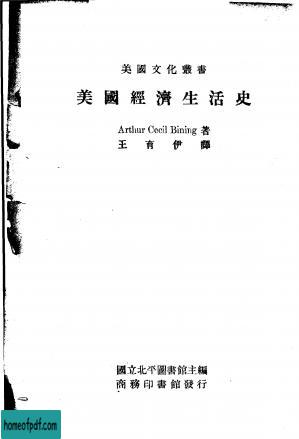 美國文化叢書
美國經濟生活史
Arthur Cecil Bining 著
王育伊譯
國立北平圖書館主編
商務印書館發行
homeofpdf.com